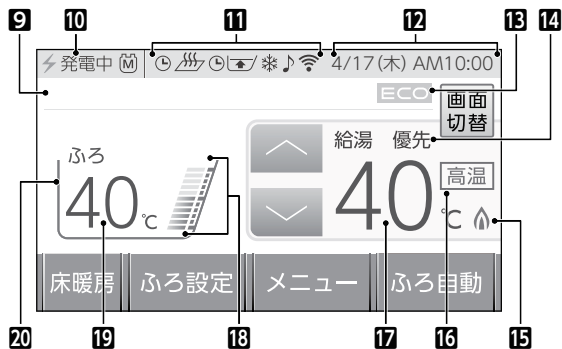 9 10 11 12 13 14
発電中 M 4/17(木) AM10:00
ECO 画面
切替
給湯 優先
ふろ
高温
40℃ 40℃
床暖房 ふろ設定 メニュー ふろ自動
20 19 18 17 16 15